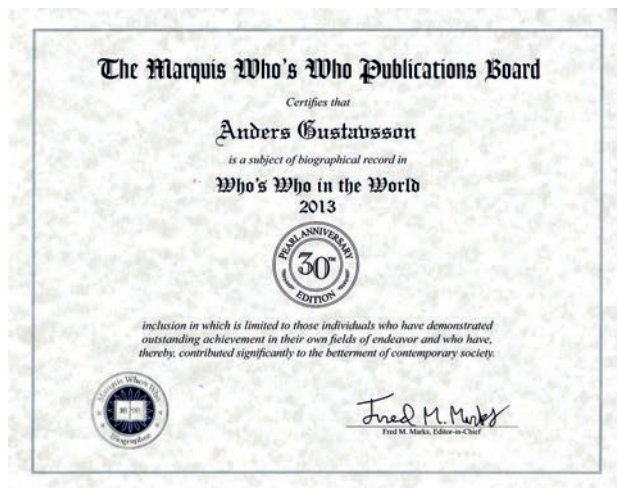 The Marquis Who's Who Publications Board
Certifies that
Anders Gustavsson
is a subject of biographical record in
Who's Who in the World
2013
PEARL ANNIVERSARY
30TH
EDITION
inclusion in which is limited to those individuals who have demonstrated
outstanding achievement in their own fields of endeavor and who have,
thereby, contributed significantly to the betterment of contemporary society.
Marquis Who's Who
Biographee
Fred M. Marks
Fred M. Marks, Editor-in-Chief